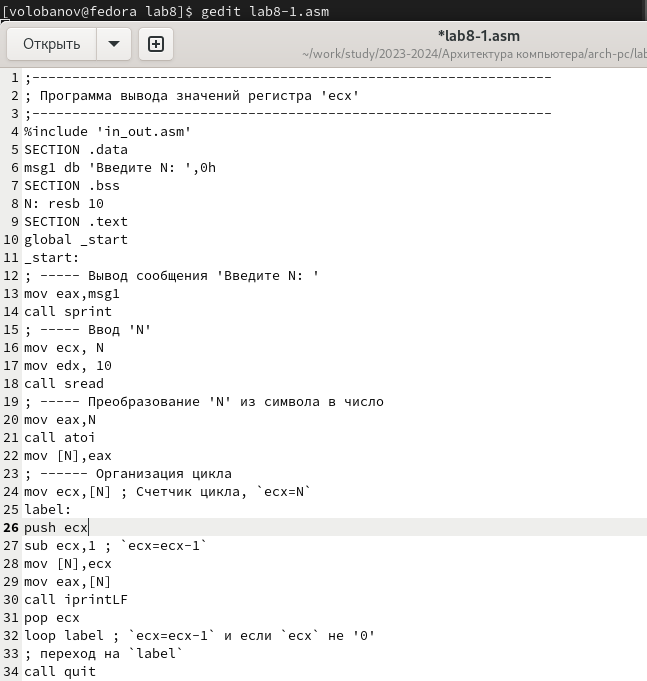 [volobanov@fedora lab8]$ gedit lab8-1.asm
Открыть
*lab8-1.asm
~/work/study/2023-2024/Архитектура компьютера/arch-pc/lab
1 ;-----------------------------------------------------------------
2 ; Программа вывода значений регистра 'ecx'
3 ;-----------------------------------------------------------------
4 %include 'in_out.asm'
5 SECTION .data
6 msg1 db 'Введите N: ',0h
7 SECTION .bss
8 N: resb 10
9 SECTION .text
10 global _start
11 _start:
12 ; ----- Вывод сообщения 'Введите N: '
13 mov eax,msg1
14 call sprint
15 ; ----- Ввод 'N'
16 mov ecx, N
17 mov edx, 10
18 call sread
19 ; ----- Преобразование 'N' из символа в число
20 mov eax,N
21 call atoi
22 mov [N],eax
23 ; ------ Организация цикла
24 mov ecx,[N] ; Счетчик цикла, `ecx=N`
25 label:
26 push ecx
27 sub ecx,1 ; `ecx=ecx-1`
28 mov [N],ecx
29 mov eax,[N]
30 call iprintLF
31 pop ecx
32 loop label ; `ecx=ecx-1` и если `ecx` не '0'
33 ; переход на `label`
34 call quit